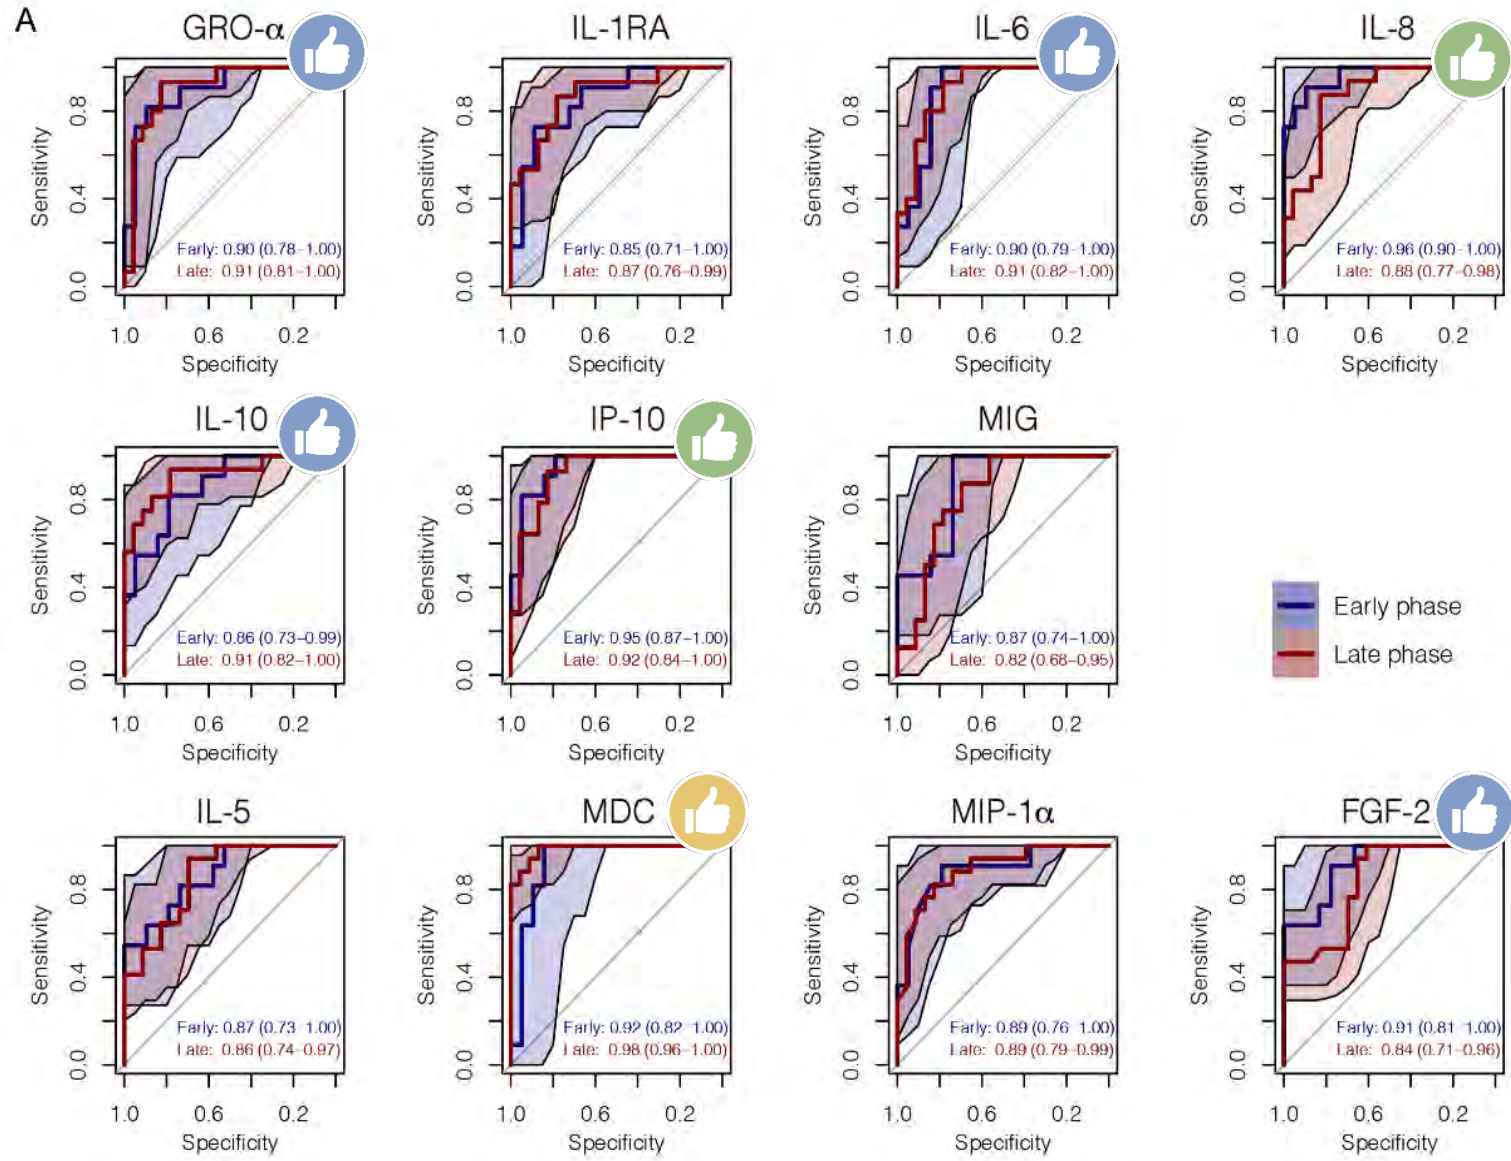 A
GRO-α
IL-1RA
IL-6
IL-8
Sensitivity
0.0 0.4 0.8
Early: 0.90 (0.78–1.00)
Late: 0.91 (0.81–1.00)
1.0 0.6 0.2
Specificity
Sensitivity
0.0 0.4 0.8
Early: 0.85 (0.71–1.00)
Late: 0.87 (0.76–0.99)
1.0 0.6 0.2
Specificity
Sensitivity
0.0 0.4 0.8
Early: 0.90 (0.79–1.00)
Late: 0.91 (0.82–1.00)
1.0 0.6 0.2
Specificity
Sensitivity
0.0 0.4 0.8
Early: 0.96 (0.90–1.00)
Late: 0.88 (0.77–0.98)
1.0 0.6 0.2
Specificity
IL-10
IP-10
MIG
Sensitivity
0.0 0.4 0.8
Early: 0.86 (0.73–0.99)
Late: 0.91 (0.82–1.00)
1.0 0.6 0.2
Specificity
Sensitivity
0.0 0.4 0.8
Early: 0.95 (0.87–1.00)
Late: 0.92 (0.84–1.00)
1.0 0.6 0.2
Specificity
Sensitivity
0.0 0.4 0.8
Early: 0.87 (0.74–1.00)
Late: 0.82 (0.68–0.95)
1.0 0.6 0.2
Specificity
Early phase
Late phase
IL-5
MDC
MIP-1α
FGF-2
Sensitivity
0.0 0.4 0.8
Early: 0.87 (0.73–1.00)
Late: 0.86 (0.74–0.97)
1.0 0.6 0.2
Specificity
Sensitivity
0.0 0.4 0.8
Early: 0.92 (0.82–1.00)
Late: 0.98 (0.96–1.00)
1.0 0.6 0.2
Specificity
Sensitivity
0.0 0.4 0.8
Early: 0.89 (0.76–1.00)
Late: 0.89 (0.79–0.99)
1.0 0.6 0.2
Specificity
Sensitivity
0.0 0.4 0.8
Early: 0.91 (0.81–1.00)
Late: 0.84 (0.71–0.96)
1.0 0.6 0.2
Specificity